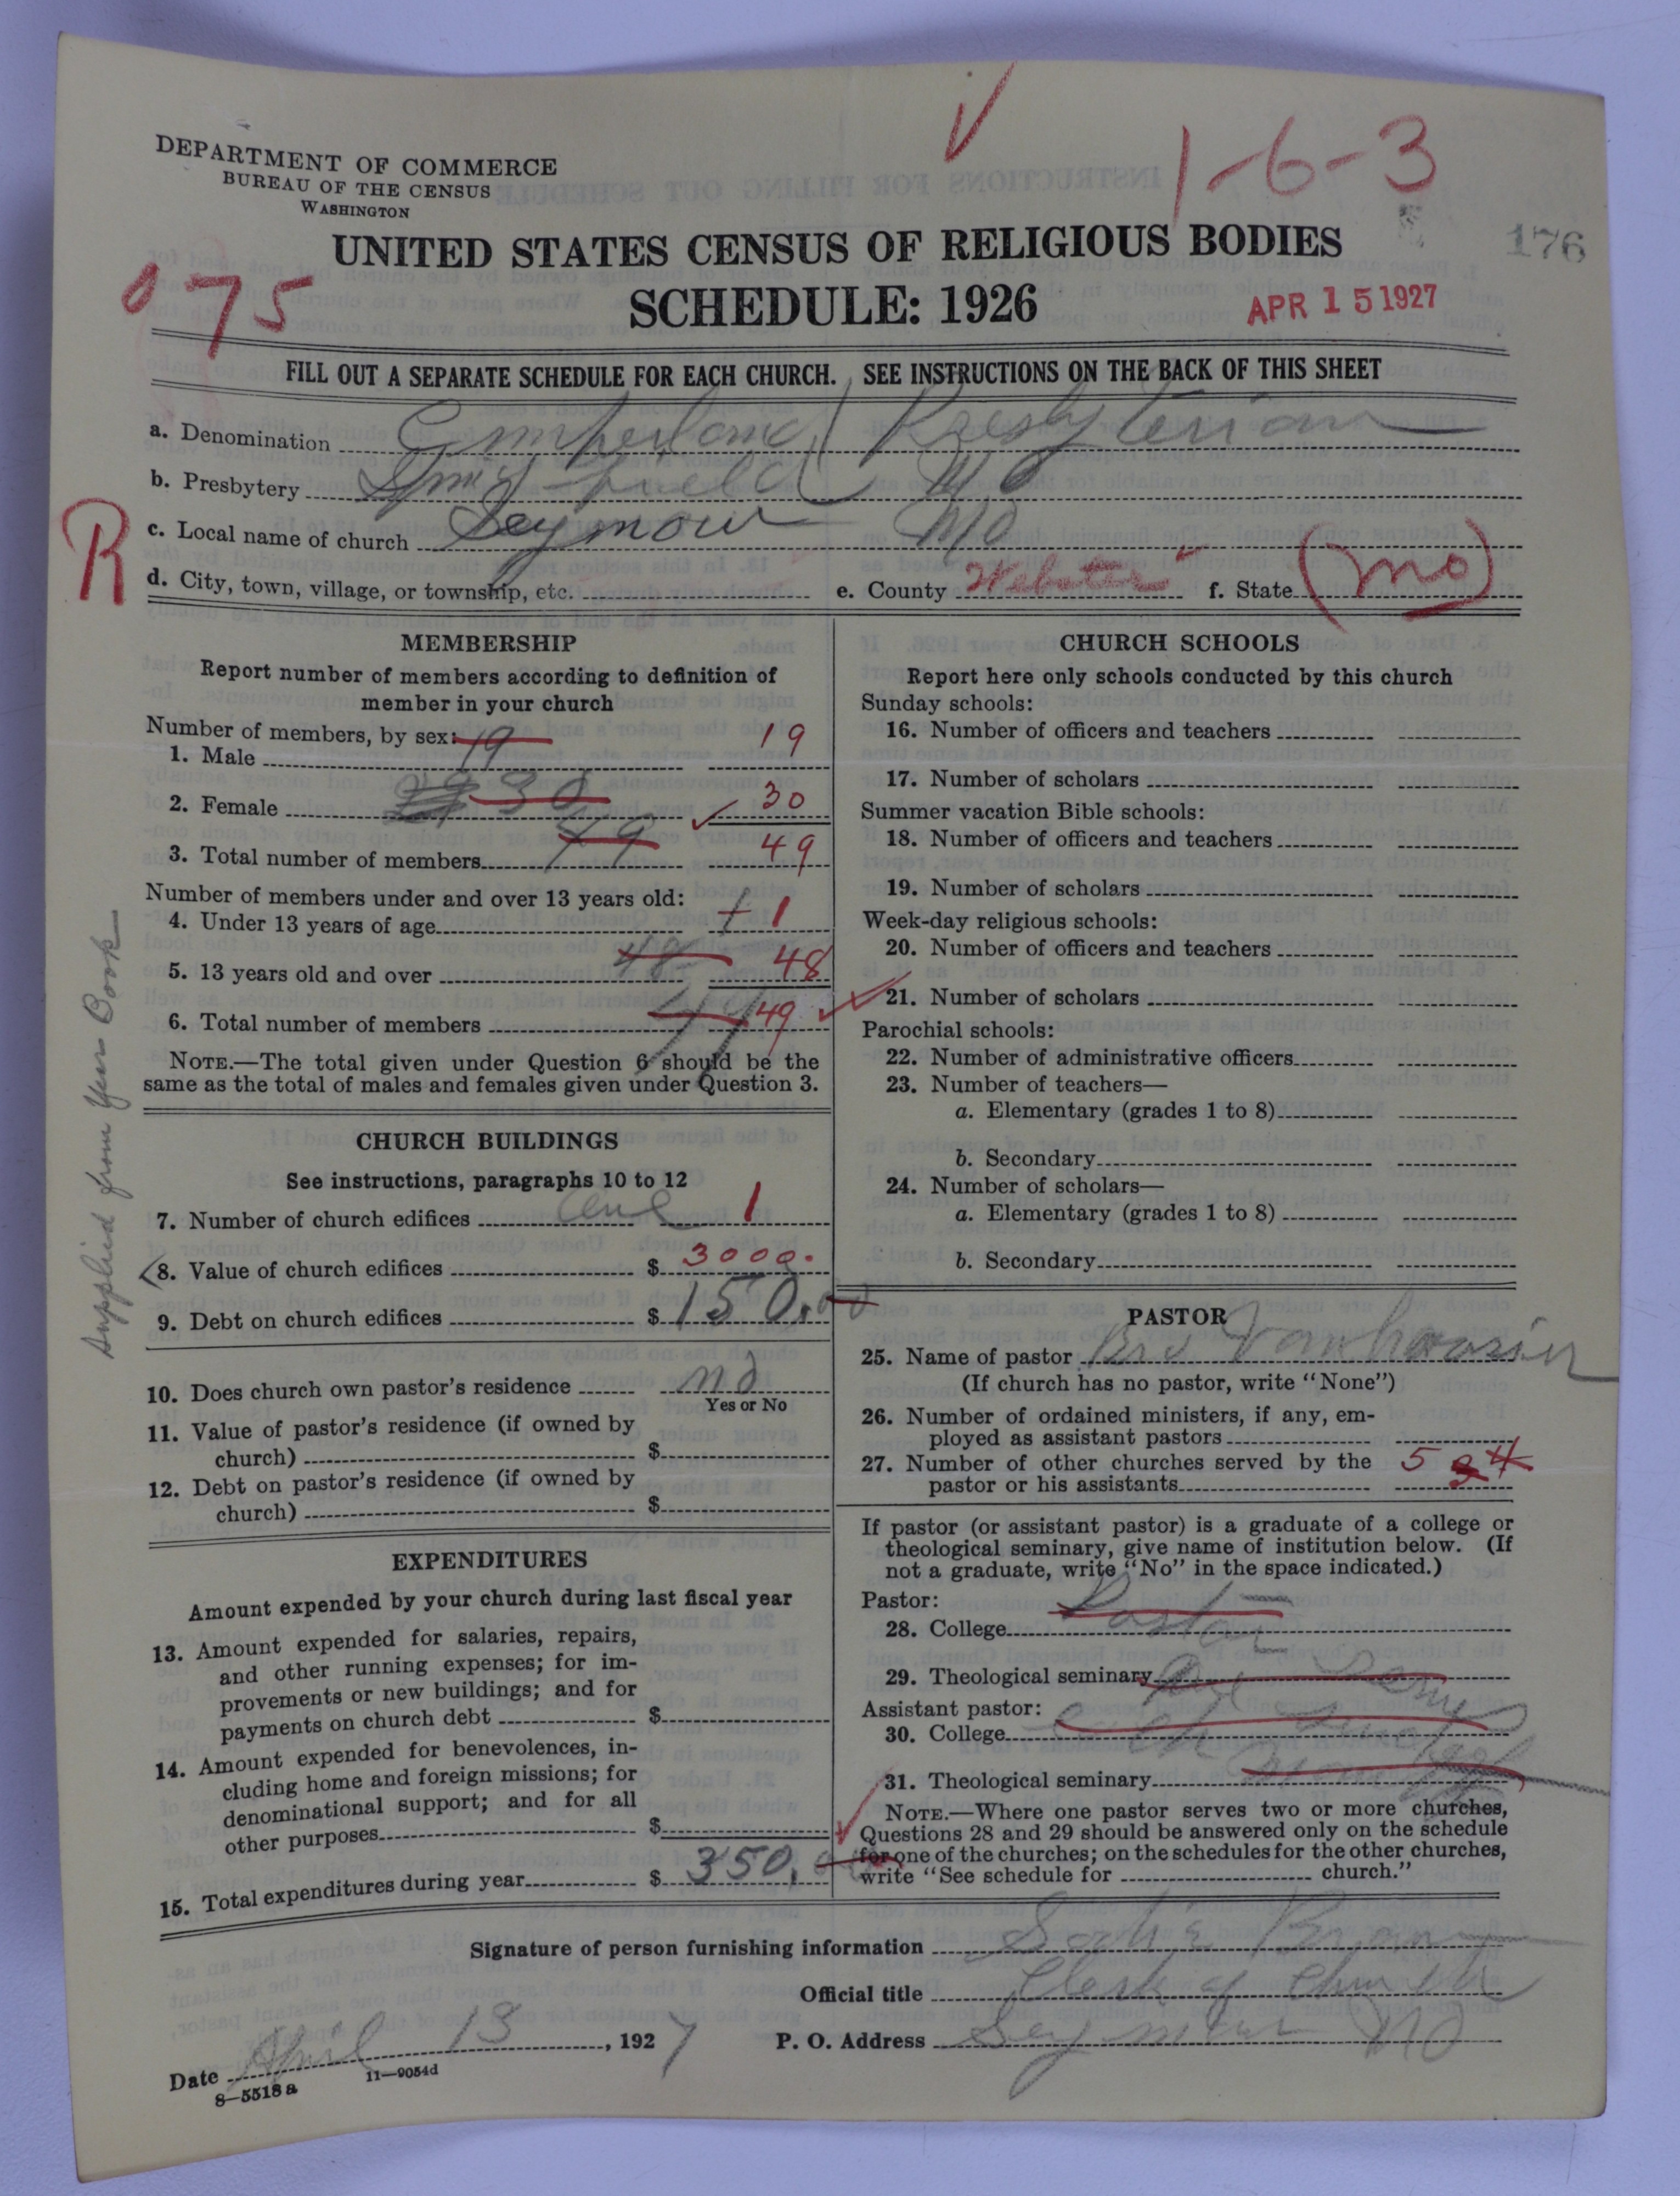 1-6-3
176
DEPARTMENT OF COMMERCE
BUREAU OF THE CENSUS
WASHINGTON
UNITED STATES CENSUS OF RELIGIOUS BODIES
SCHEDULE: 1926
075
APR 15 1927
FILL OUT A SEPARATE SCHEDULE FOR EACH CHURCH. SEE INSTRUCTIONS ON THE BACK OF THIS SHEET
a. Denomination Cumberland Presbyterian
b. Presbytery Springfield MO
R
c. Local name of church Seymour MO
d. City, town, village, or township, etc. e. County Webster f. State (MO)
MEMBERSHIP
Report number of members according to definition of
member in your church
Number of members, by sex:
1. Male 19 19
2. Female 30 30
3. Total number of members 49 49
Number of members under and over 13 years old:
4. Under 13 years of age 1 1
5. 13 years old and over 48 48
6. Total number of members 49
NOTE.—The total given under Question 6 should be the
same as the total of males and females given under Question 3.
Supplied from Year Book
CHURCH BUILDINGS
See instructions, paragraphs 10 to 12
7. Number of church edifices one 1
8. Value of church edifices $ 3000.
9. Debt on church edifices $ 150.00
10. Does church own pastor's residence no
Yes or No
11. Value of pastor's residence (if owned by
church) $
12. Debt on pastor's residence (if owned by
church) $
EXPENDITURES
Amount expended by your church during last fiscal year
13. Amount expended for salaries, repairs,
and other running expenses; for im-
provements or new buildings; and for
payments on church debt $
14. Amount expended for benevolences, in-
cluding home and foreign missions; for
denominational support; and for all
other purposes $
15. Total expenditures during year $ 350.00
CHURCH SCHOOLS
Report here only schools conducted by this church
Sunday schools:
16. Number of officers and teachers
17. Number of scholars
Summer vacation Bible schools:
18. Number of officers and teachers
19. Number of scholars
Week-day religious schools:
20. Number of officers and teachers
21. Number of scholars
Parochial schools:
22. Number of administrative officers
23. Number of teachers—
a. Elementary (grades 1 to 8)
b. Secondary
24. Number of scholars—
a. Elementary (grades 1 to 8)
b. Secondary
PASTOR
25. Name of pastor Bro
(If church has no pastor, write "None")
26. Number of ordained ministers, if any, em-
ployed as assistant pastors
27. Number of other churches served by the
pastor or his assistants 5 4
If pastor (or assistant pastor) is a graduate of a college or
theological seminary, give name of institution below. (If
not a graduate, write "No" in the space indicated.)
Pastor:
28. College Pastor
29. Theological seminary
Assistant pastor:
30. College
31. Theological seminary
NOTE.—Where one pastor serves two or more churches,
Questions 28 and 29 should be answered only on the schedule
for one of the churches; on the schedules for the other churches,
write "See schedule for church."
Signature of person furnishing information
Official title Clerk of Church
P. O. Address Seymour MO
Date April 13, 1927
8-5518a 11-9054d